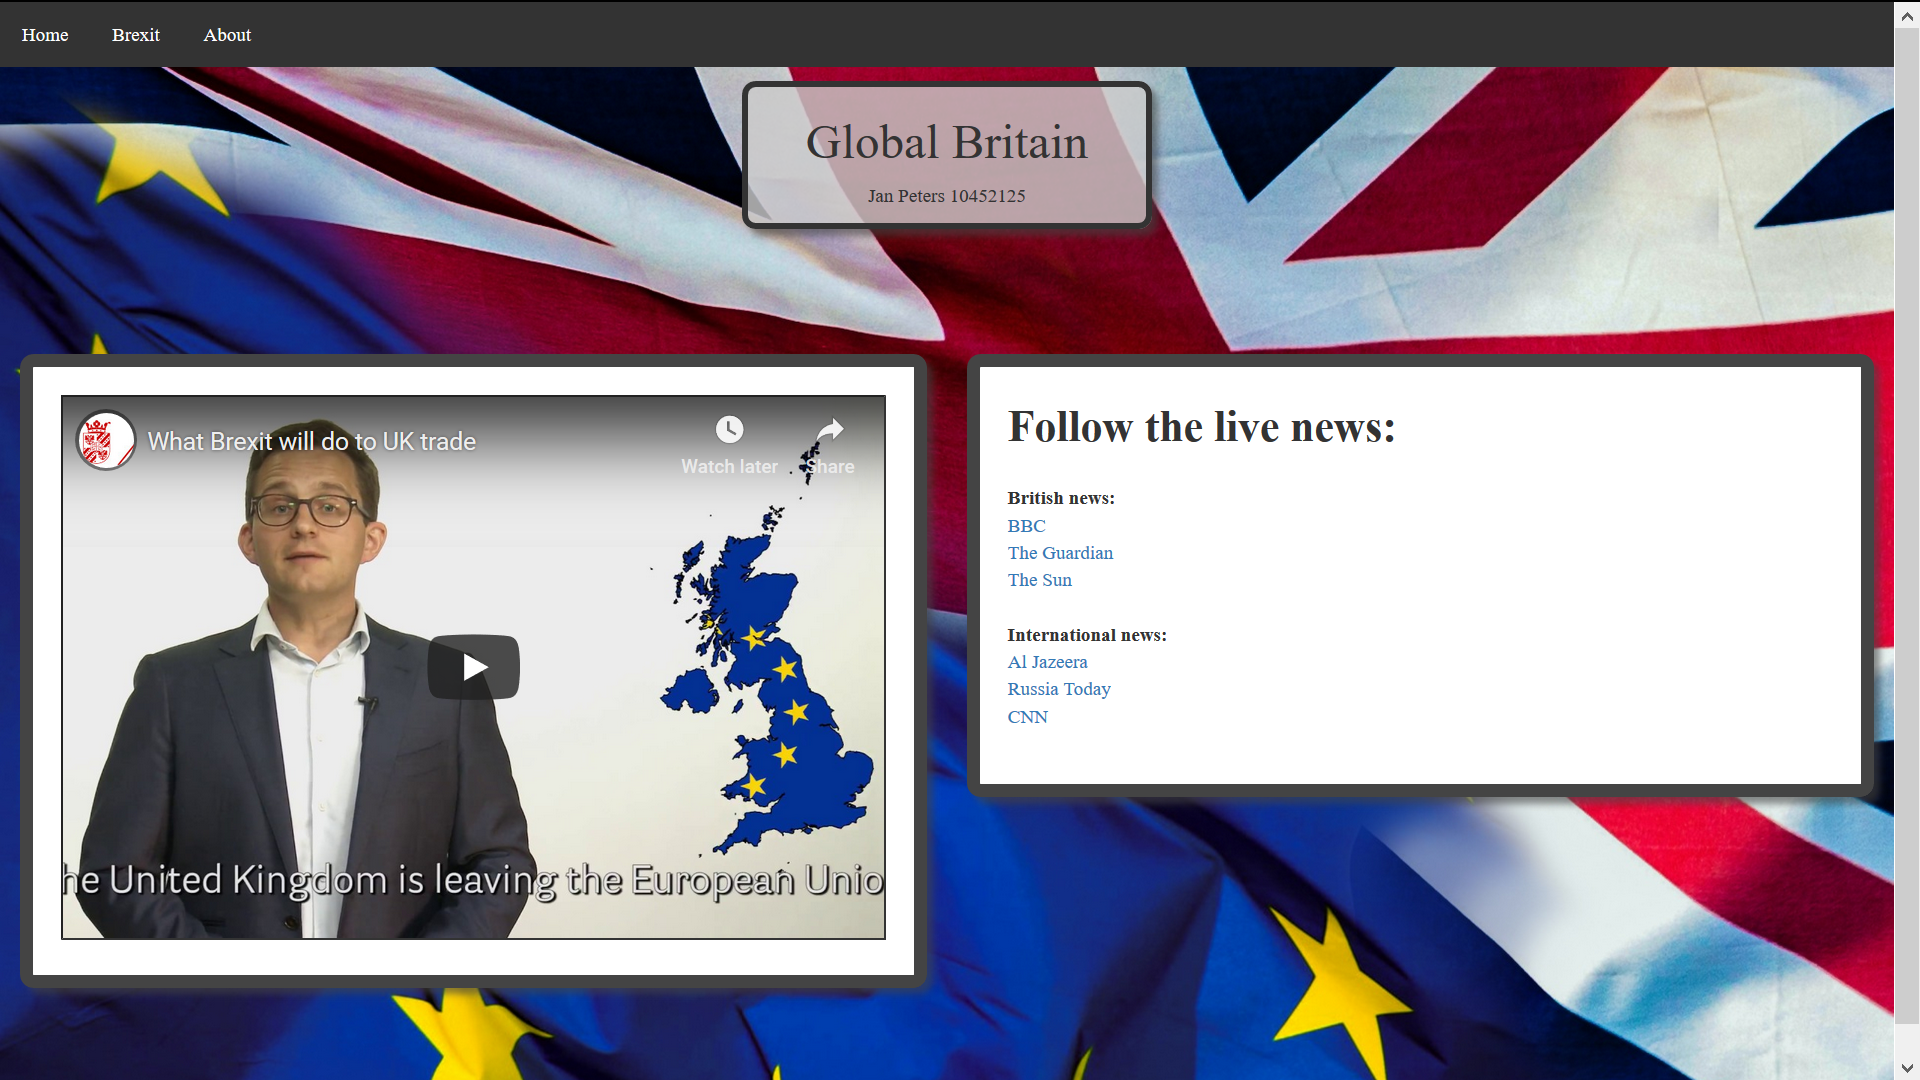 Home
Brexit
About
Global Britain
Jan Peters 10452125
What Brexit will do to UK trade
Watch later
Share
he United Kingdom is leaving the European Unio
Follow the live news:
British news:
BBC
The Guardian
The Sun
International news:
Al Jazeera
Russia Today
CNN